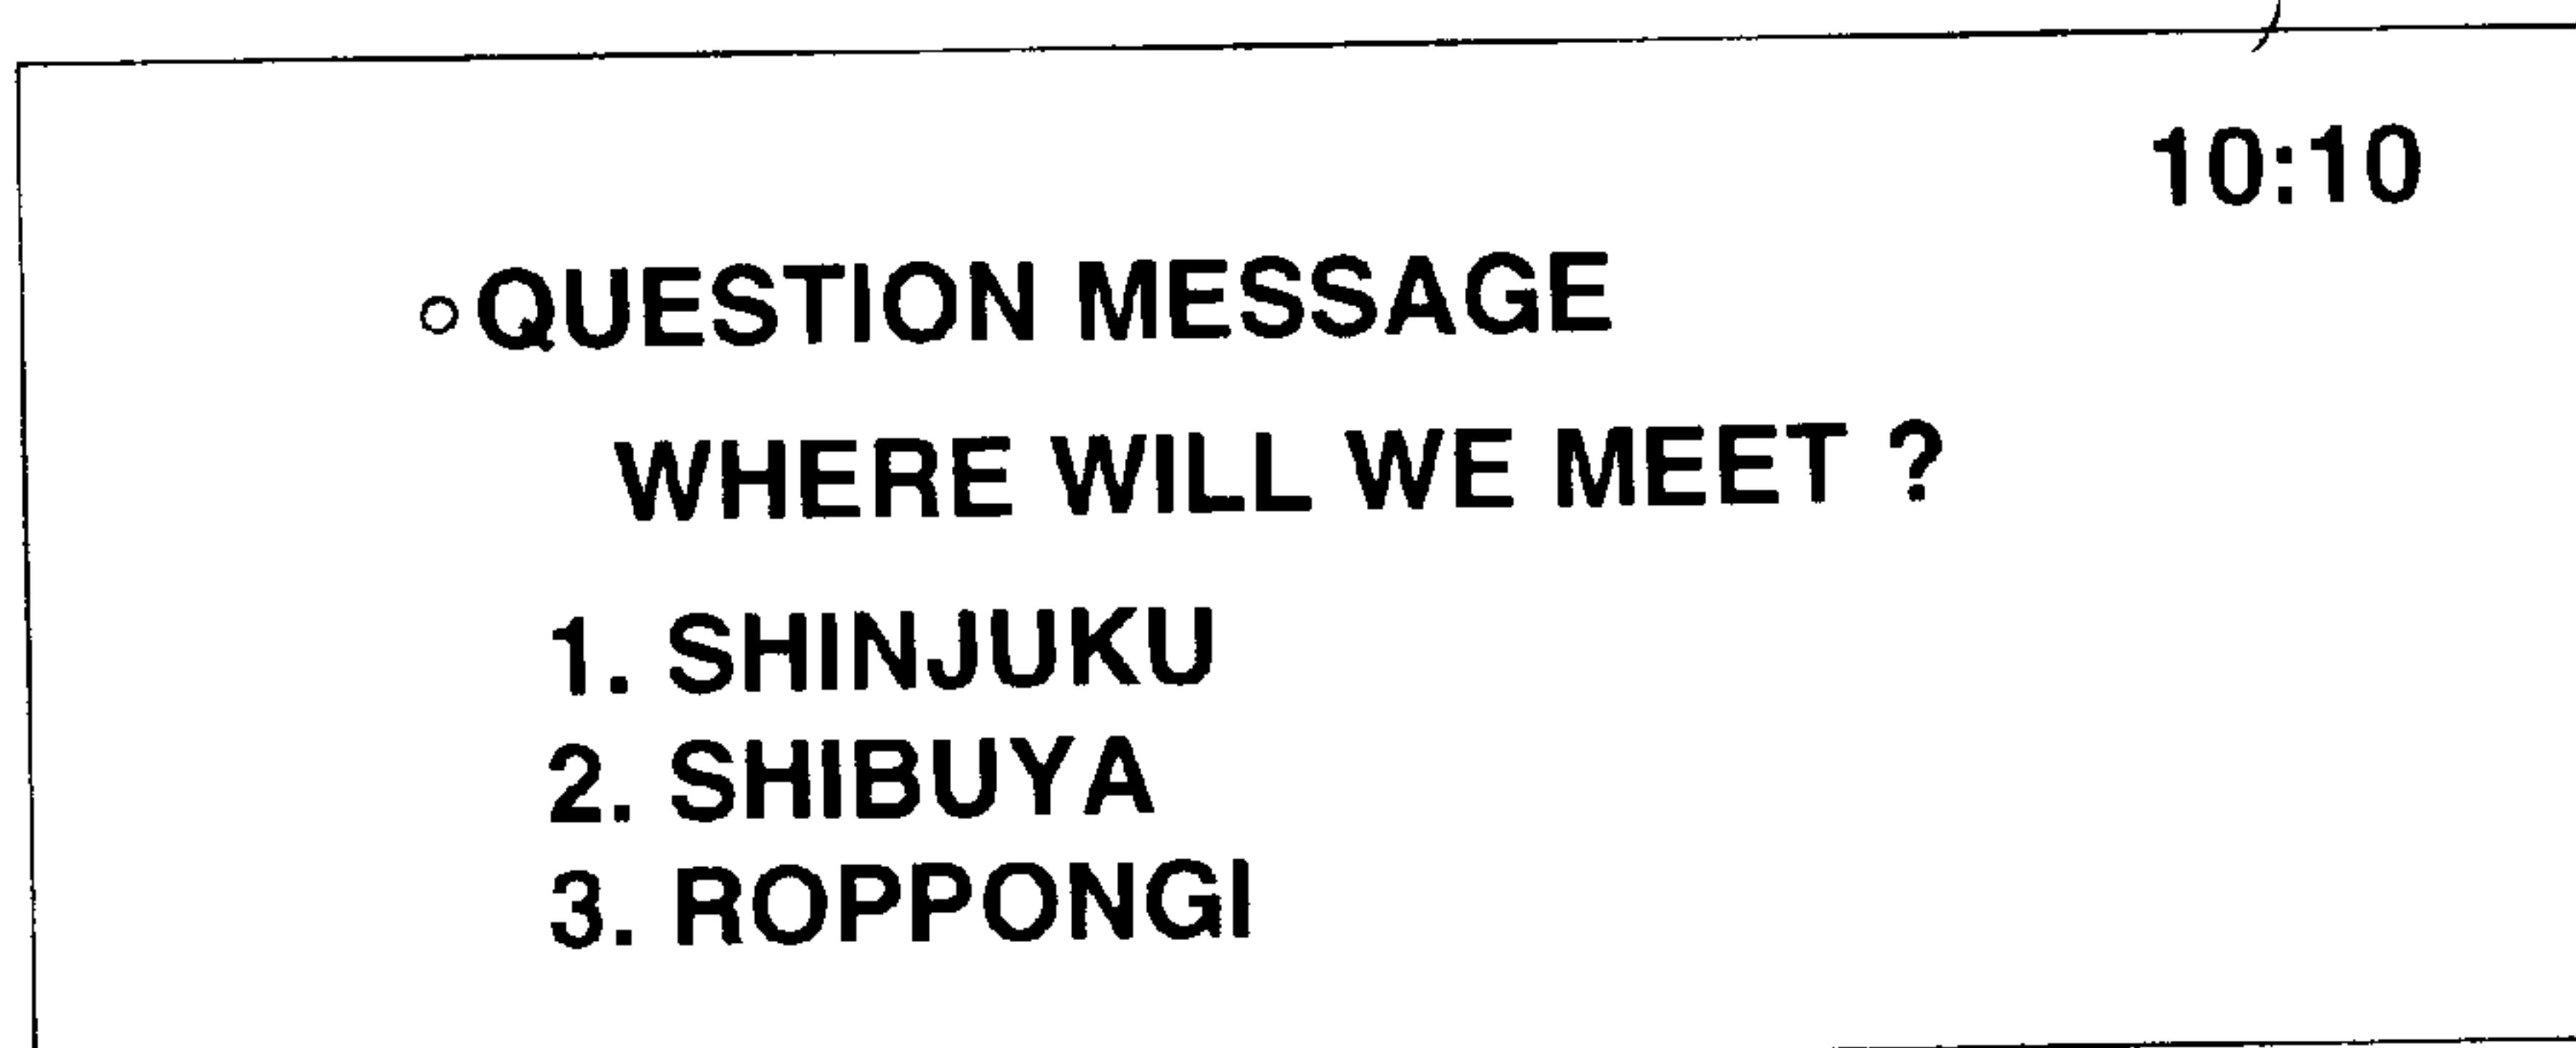 10:10
○QUESTION MESSAGE
WHERE WILL WE MEET ?
1. SHINJUKU
2. SHIBUYA
3. ROPPONGI